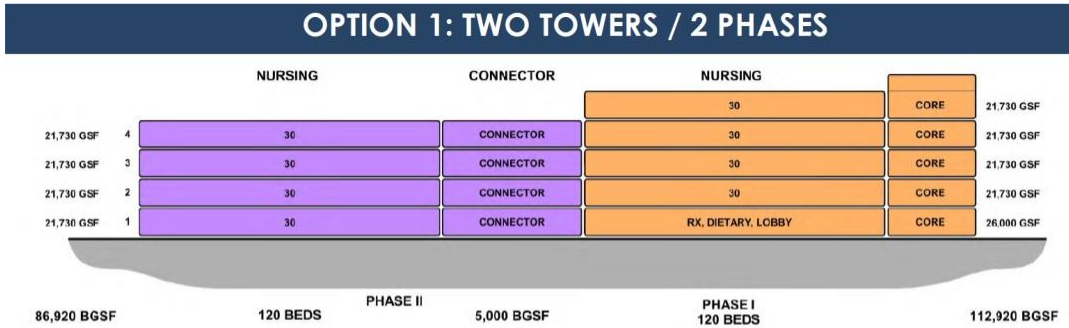 OPTION 1: TWO TOWERS / 2 PHASES
NURSING CONNECTOR NURSING
30 CORE 21,730 GSF
21,730 GSF 4 30 CONNECTOR 30 CORE 21,730 GSF
21,730 GSF 3 30 CONNECTOR 30 CORE 21,730 GSF
21,730 GSF 2 30 CONNECTOR 30 CORE 21,730 GSF
21,730 GSF 1 30 CONNECTOR RX, DIETARY, LOBBY CORE 26,000 GSF
PHASE II PHASE I
86,920 BGSF 120 BEDS 5,000 BGSF 120 BEDS 112,920 BGSF